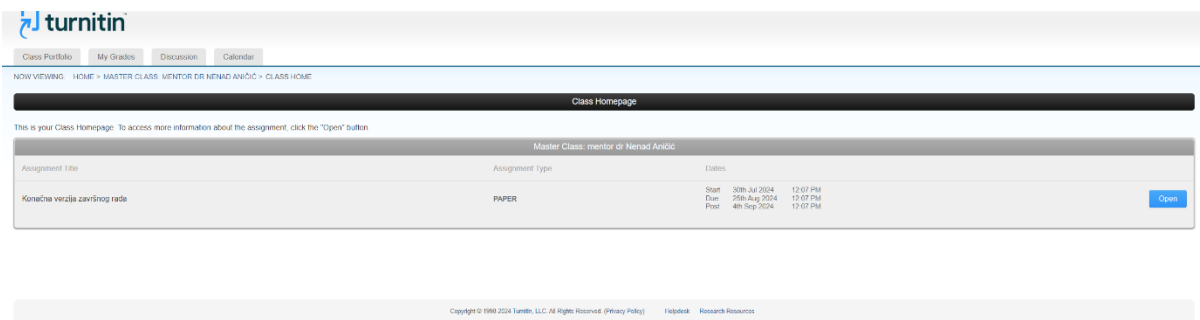 turnitin
Class Portfolio My Grades Discussion Calendar
NOW VIEWING: HOME > MASTER CLASS: MENTOR DR NENAD ANIČIĆ > CLASS HOME
Class Homepage
This is your Class Homepage. To access more information about the assignment, click the "Open" button
Master Class: mentor dr Nenad Aničić
Assignment Title Assignment Type Dates
Start 30th Jul 2024 12:07 PM
Konačna verzija završnog rada PAPER Due 25th Aug 2024 12:07 PM Open
Post 4th Sep 2024 12:07 PM
Copyright © 1998-2024 Turnitin, LLC. All Rights Reserved. (Privacy Policy) Helpdesk Research Resources